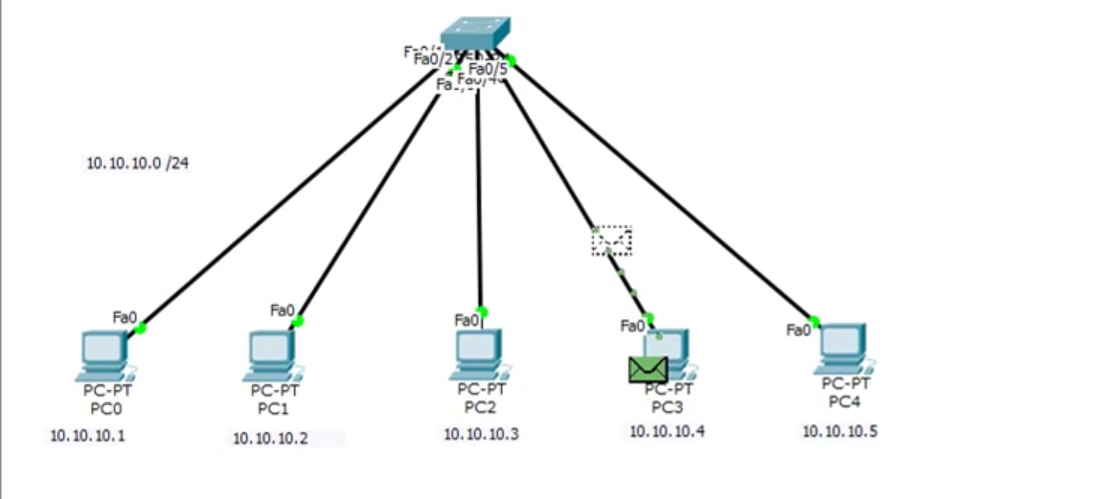 Fa0/2
Fa0/5
10.10.10.0 /24
Fa0
Fa0
Fa0
Fa0
Fa0
PC-PT
PC0
PC-PT
PC1
PC-PT
PC2
PC-PT
PC3
PC-PT
PC4
10.10.10.1
10.10.10.2
10.10.10.3
10.10.10.4
10.10.10.5